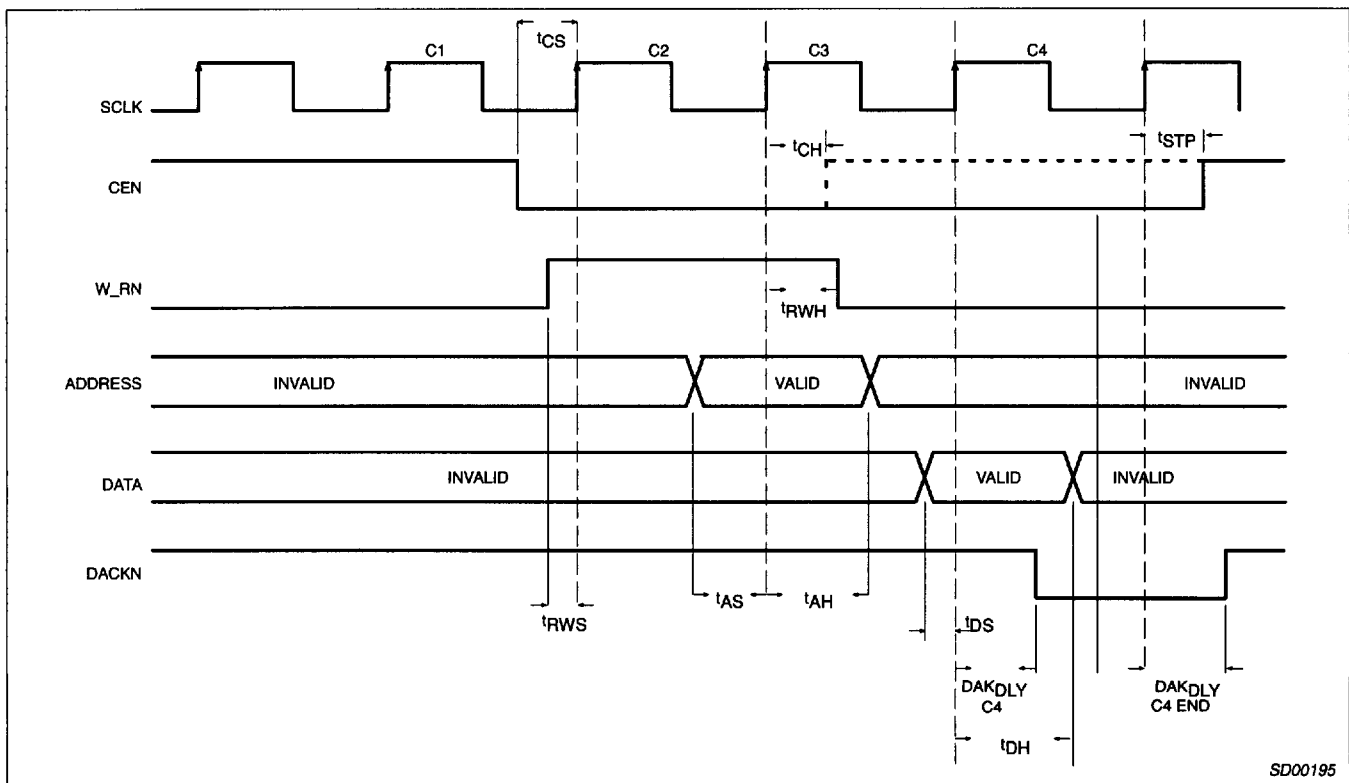 tCS
C1
C2
C3
C4
SCLK
tCH
tSTP
CEN
W_RN
tRWH
ADDRESS
INVALID
VALID
INVALID
DATA
INVALID
VALID
INVALID
DACKN
tRWS
tAS
tAH
tDS
DAKDLY
C4
DAKDLY
C4 END
tDH
SD00195